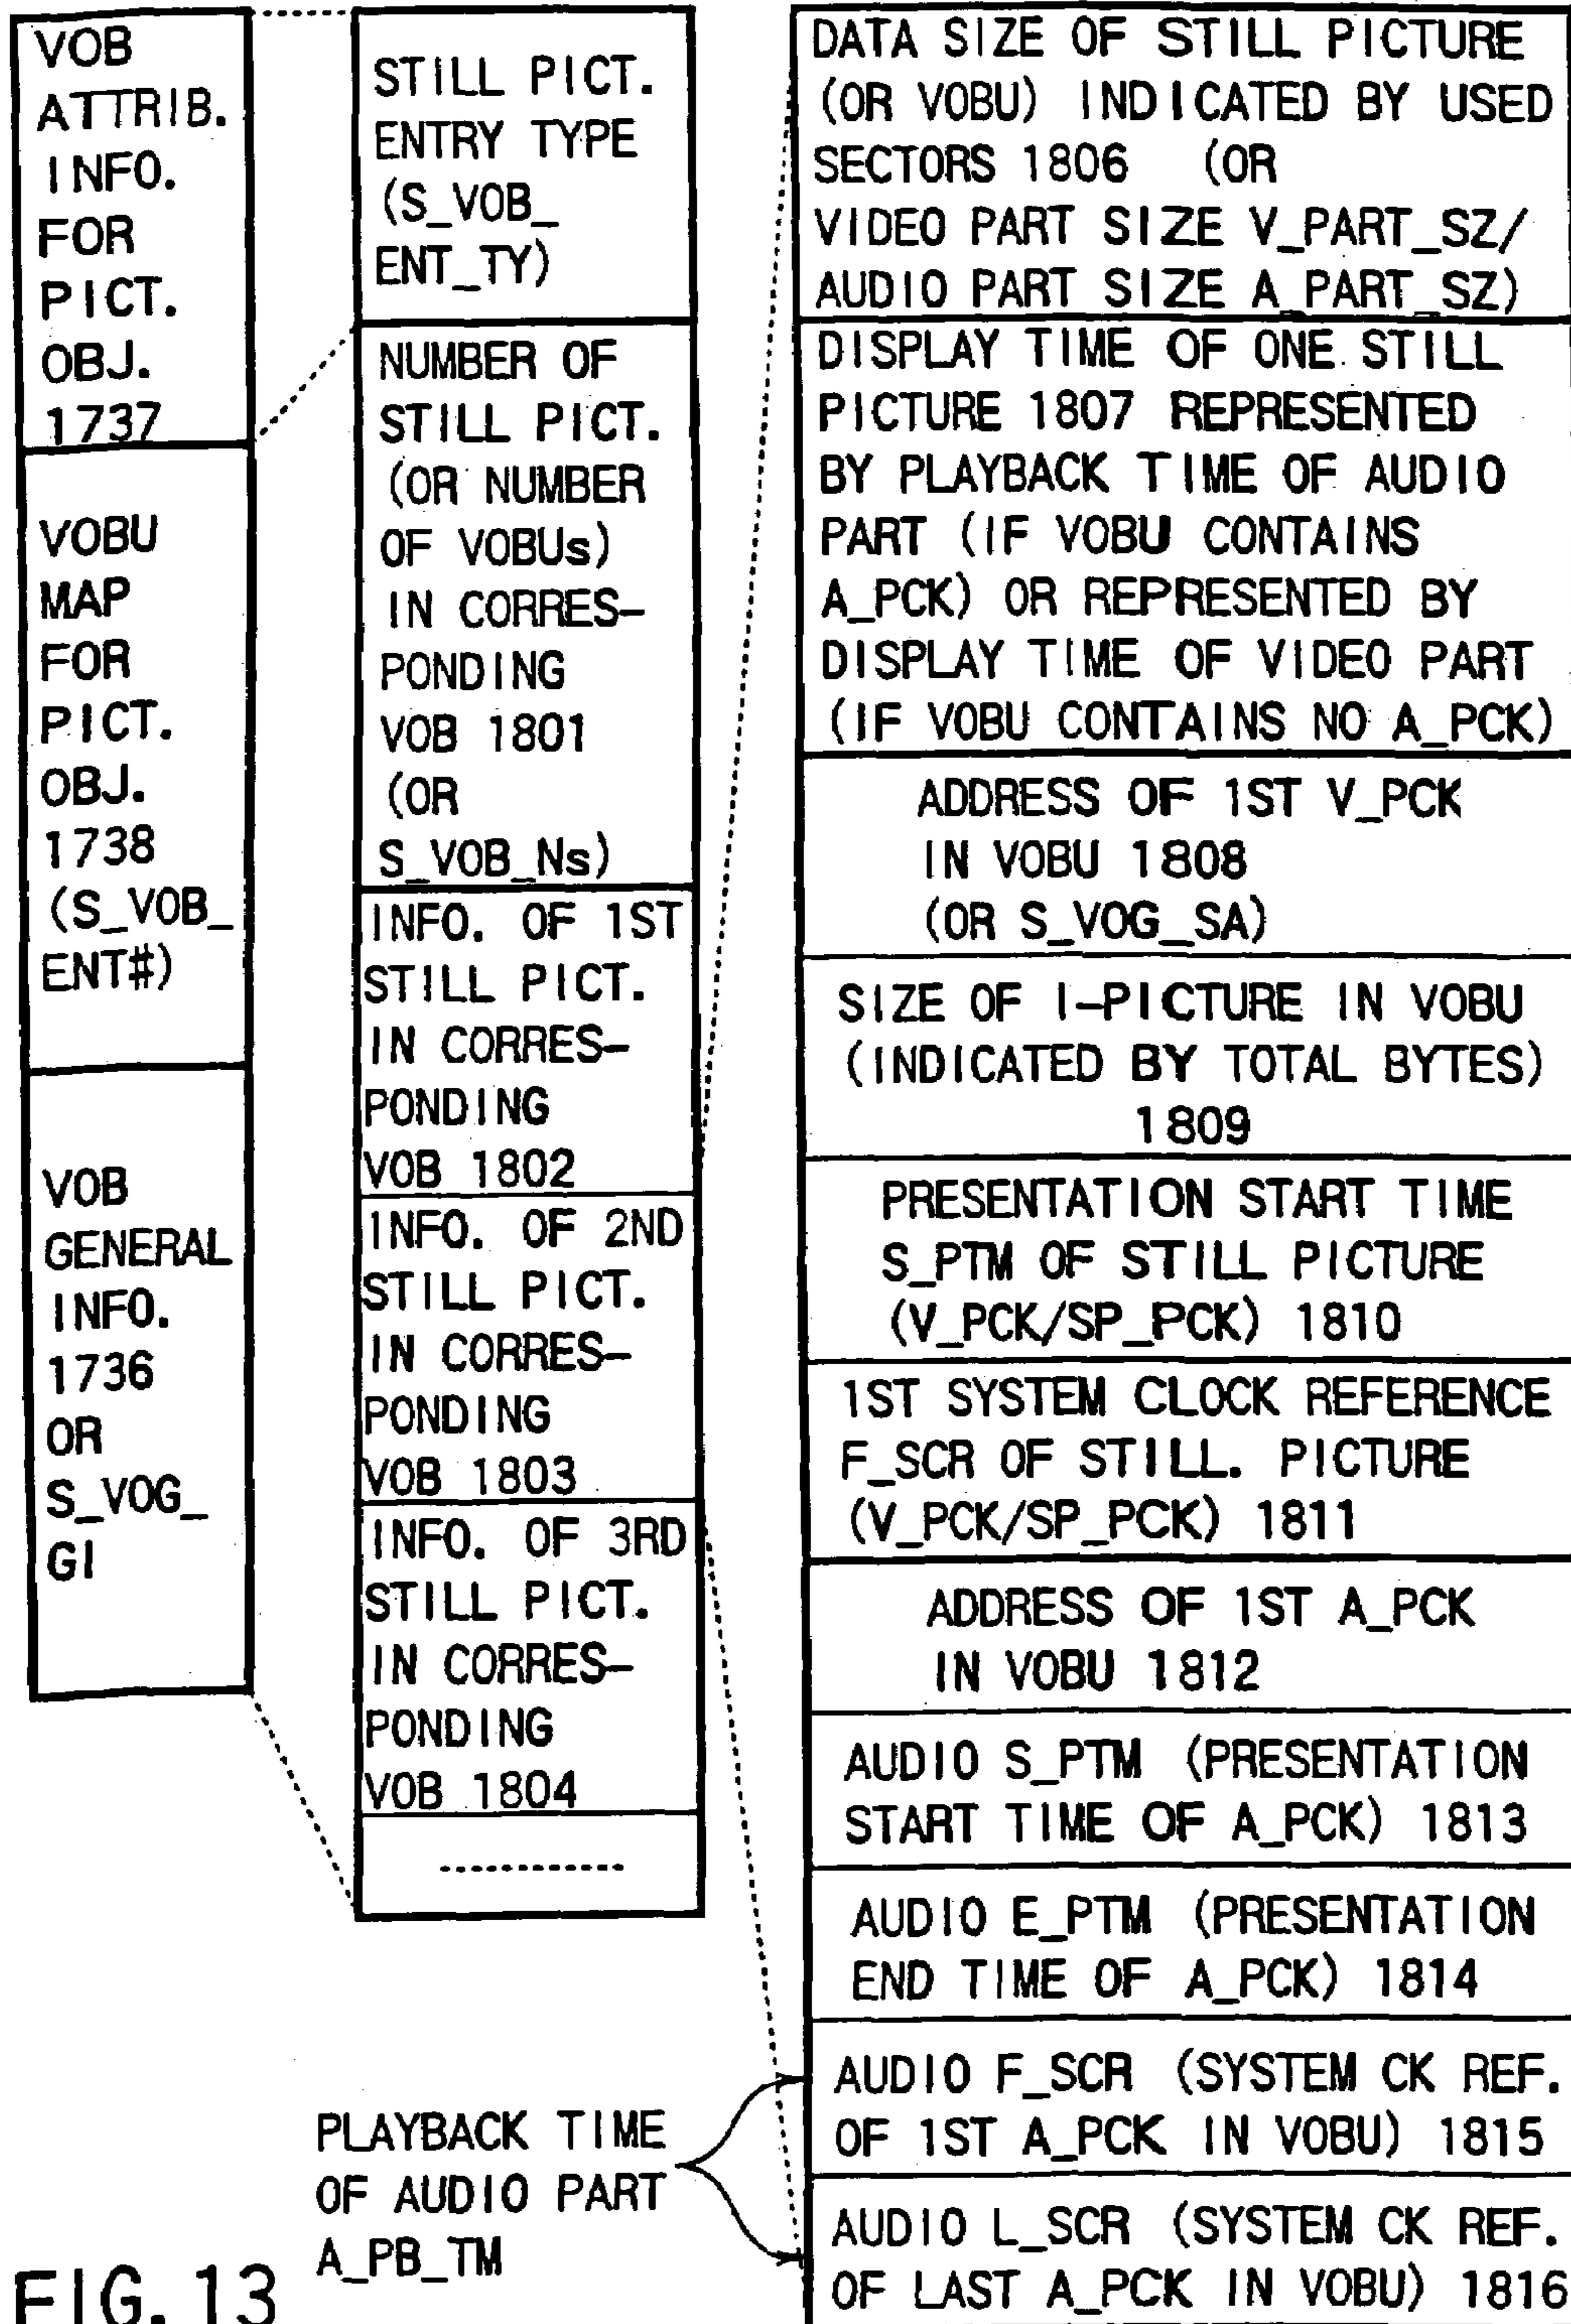 VOB
ATTRIB.
INFO.
FOR
PICT.
OBJ.
1737
VOBU
MAP
FOR
PICT.
OBJ.
1738
(S_VOB_
ENT#)
VOB
GENERAL
INFO.
1736
OR
S_VOG_
GI
STILL PICT.
ENTRY TYPE
(S_VOB_
ENT_TY)
NUMBER OF
STILL PICT.
(OR NUMBER
OF VOBUs)
IN CORRES-
PONDING
VOB 1801
(OR
S_VOB_Ns)
INFO. OF 1ST
STILL PICT.
IN CORRES-
PONDING
VOB 1802
INFO. OF 2ND
STILL PICT.
IN CORRES-
PONDING
VOB 1803
INFO. OF 3RD
STILL PICT.
IN CORRES-
PONDING
VOB 1804
------------
DATA SIZE OF STILL PICTURE
(OR VOBU) INDICATED BY USED
SECTORS 1806 (OR
VIDEO PART SIZE V_PART_SZ/
AUDIO PART SIZE A_PART_SZ)
DISPLAY TIME OF ONE STILL
PICTURE 1807 REPRESENTED
BY PLAYBACK TIME OF AUDIO
PART (IF VOBU CONTAINS
A_PCK) OR REPRESENTED BY
DISPLAY TIME OF VIDEO PART
(IF VOBU CONTAINS NO A_PCK)
ADDRESS OF 1ST V_PCK
IN VOBU 1808
(OR S_VOG_SA)
SIZE OF I-PICTURE IN VOBU
(INDICATED BY TOTAL BYTES)
1809
PRESENTATION START TIME
S_PTM OF STILL PICTURE
(V_PCK/SP_PCK) 1810
1ST SYSTEM CLOCK REFERENCE
F_SCR OF STILL. PICTURE
(V_PCK/SP_PCK) 1811
ADDRESS OF 1ST A_PCK
IN VOBU 1812
AUDIO S_PTM (PRESENTATION
START TIME OF A_PCK) 1813
AUDIO E_PTM (PRESENTATION
END TIME OF A_PCK) 1814
AUDIO F_SCR (SYSTEM CK REF.
OF 1ST A_PCK IN VOBU) 1815
AUDIO L_SCR (SYSTEM CK REF.
OF LAST A_PCK IN VOBU) 1816
PLAYBACK TIME
OF AUDIO PART
A_PB_TM
FIG. 13